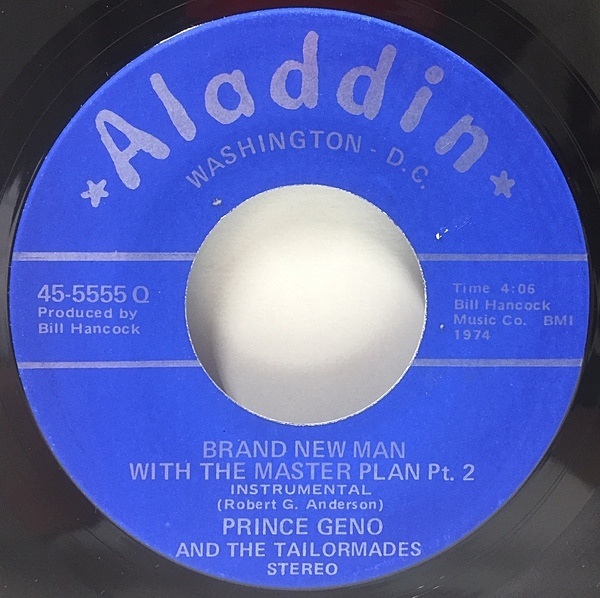 Aladdin
WASHINGTON - D.C.
45-5555 Q
Produced by
Bill Hancock
Time 4:06
Bill Hancock
Music Co. BMI
1974
BRAND NEW MAN
WITH THE MASTER PLAN Pt. 2
INSTRUMENTAL
(Robert G. Anderson)
PRINCE GENO
AND THE TAILORMADES
STEREO